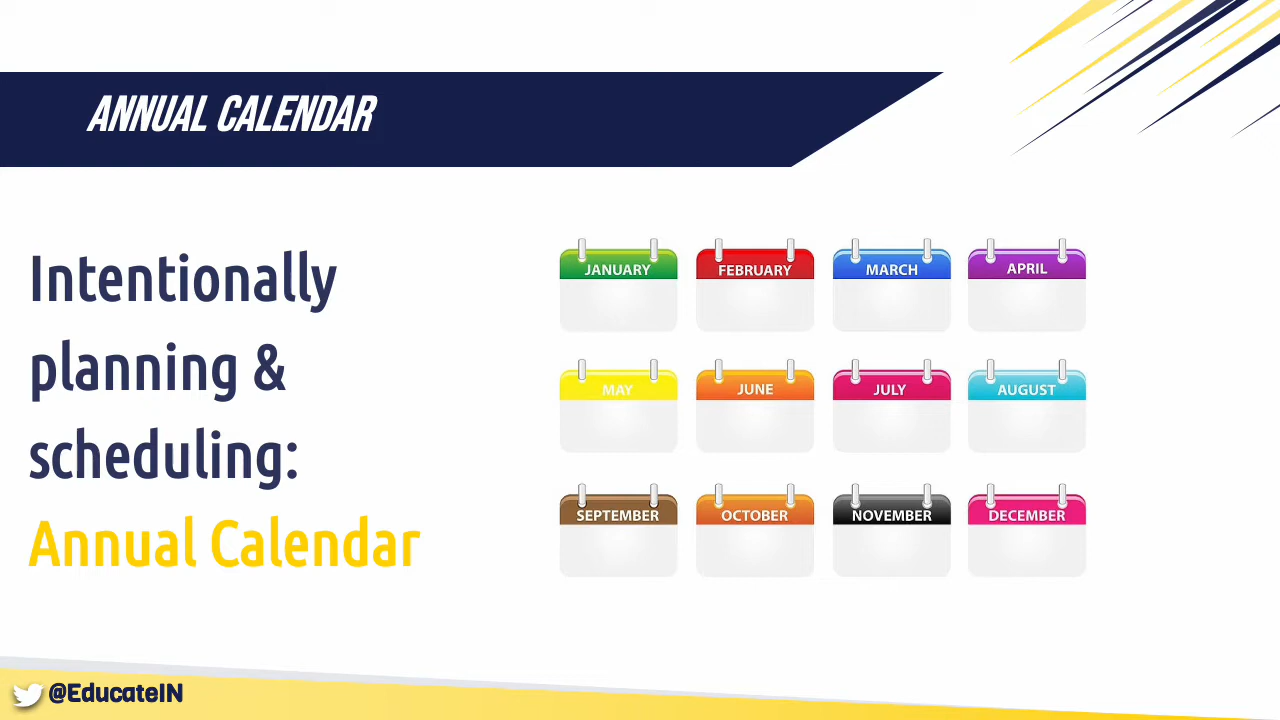 ANNUAL CALENDAR
Intentionally
planning &
scheduling:
Annual Calendar
JANUARY FEBRUARY MARCH APRIL
MAY JUNE JULY AUGUST
SEPTEMBER OCTOBER NOVEMBER DECEMBER
@EducateIN